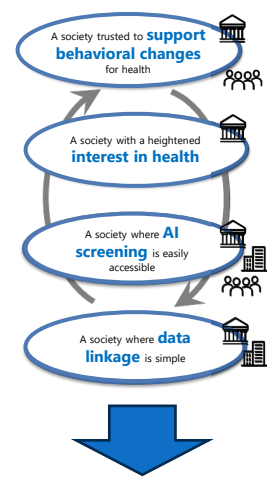 A society trusted to support
behavioral changes
for health
A society with a heightened
interest in health
A society where AI
screening is easily
accessible
A society where data
linkage is simple